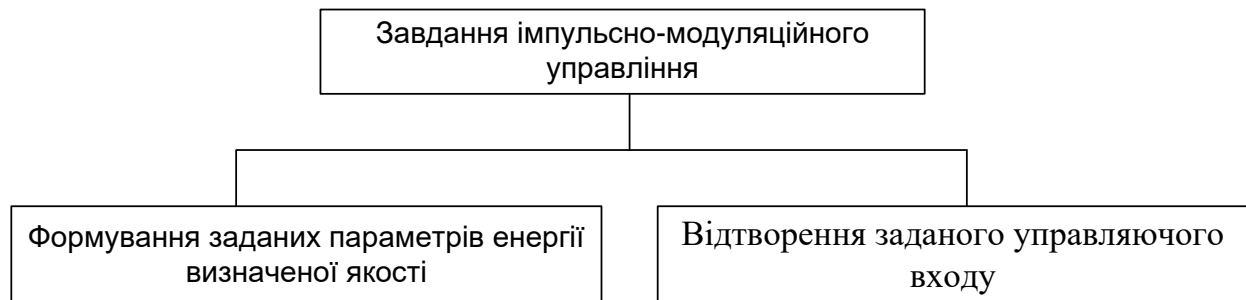 Завдання імпульсно-модуляційного
управління
Формування заданих параметрів енергії
визначеної якості
Відтворення заданого управляючого
входу